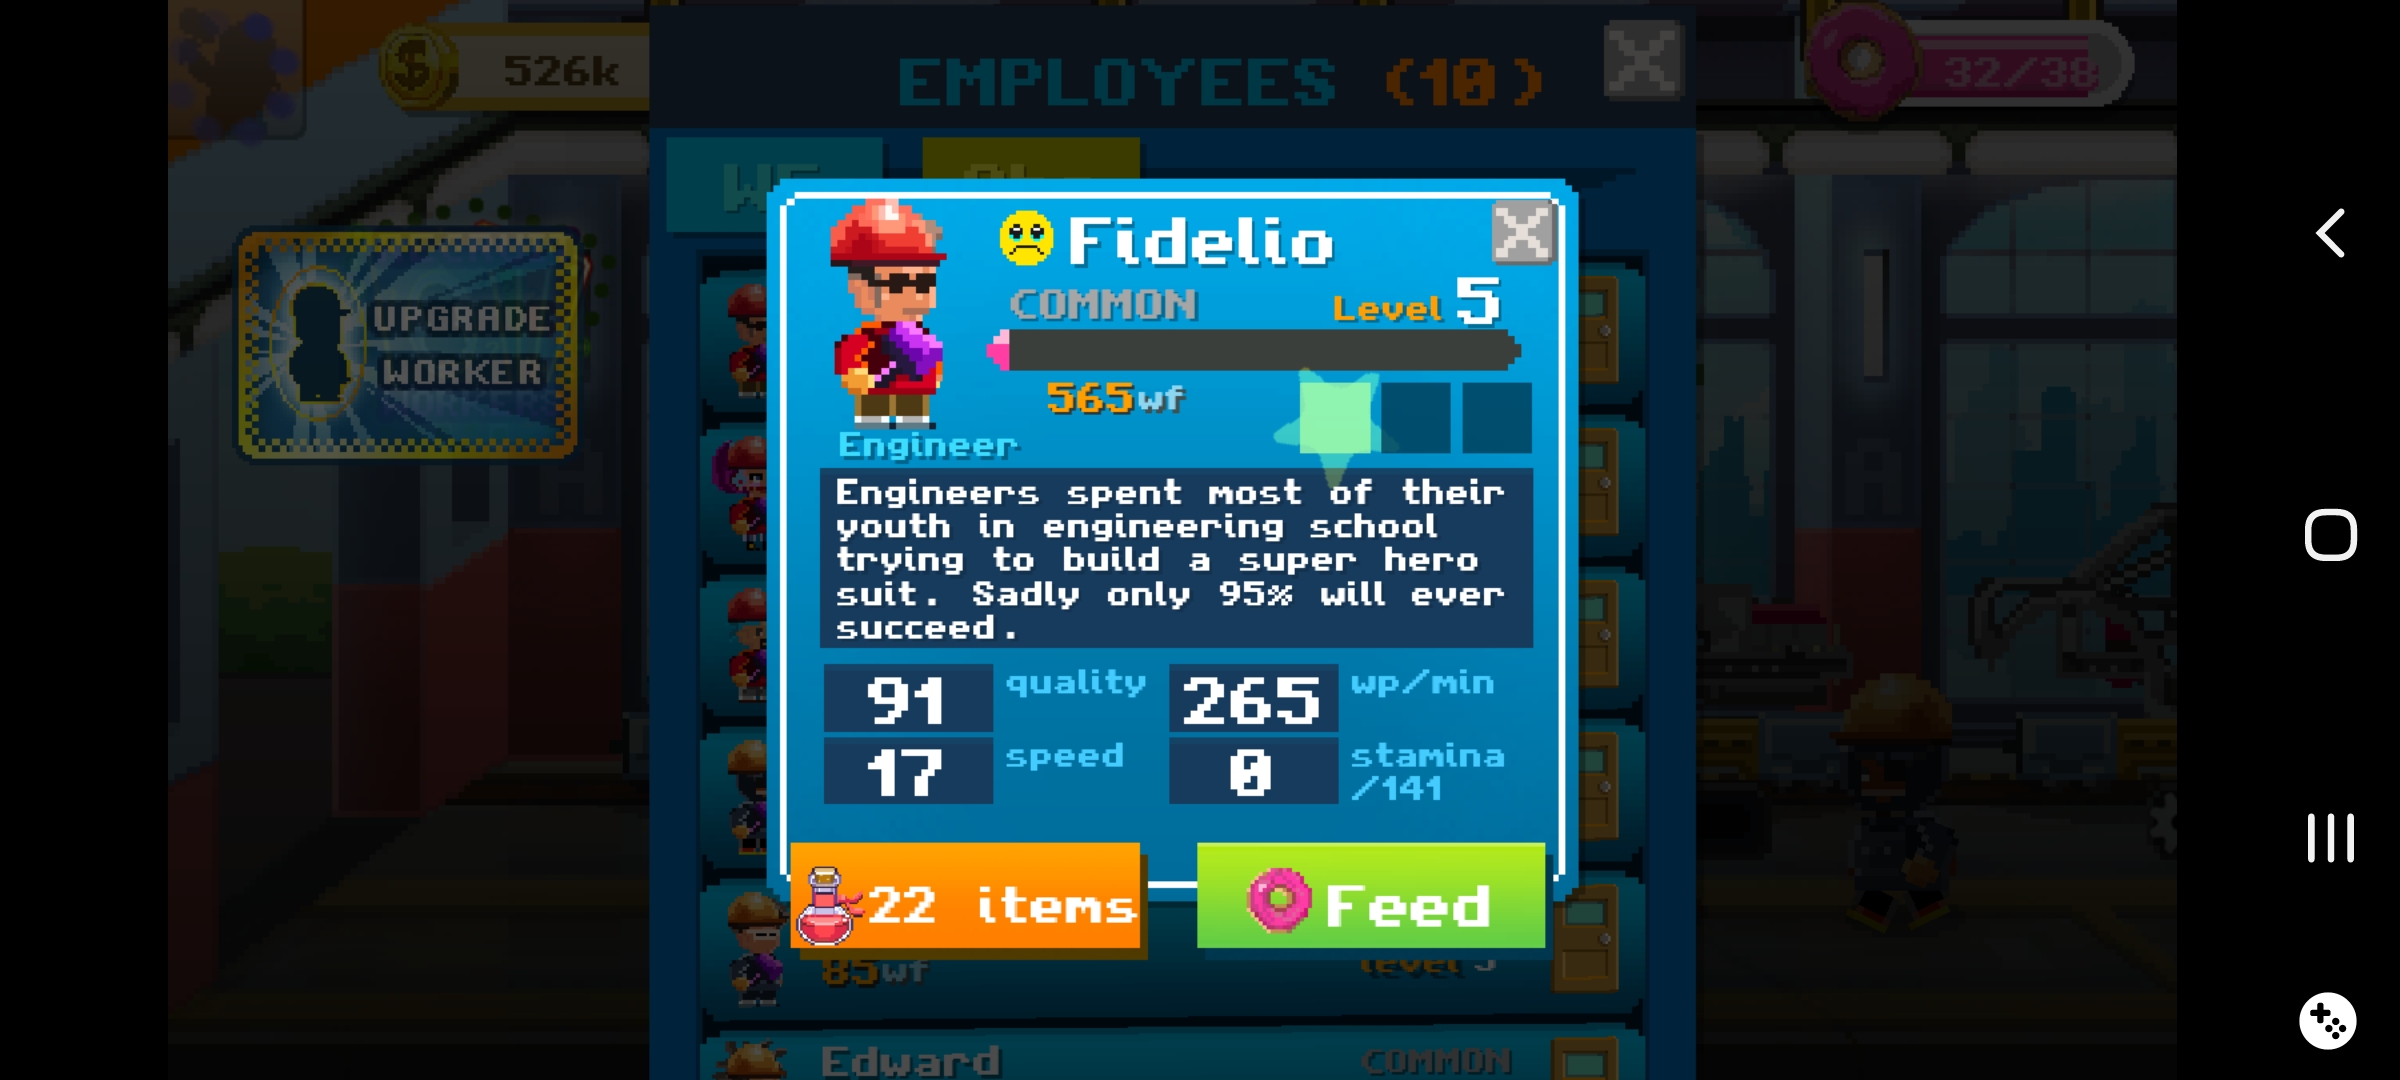 526k
EMPLOYEES (10)
32/38
UPGRADE
WORKER
Fidelio
COMMON
Level 5
565wf
Engineer
Engineers spent most of their
youth in engineering school
trying to build a super hero
suit. Sadly only 95% will ever
succeed.
91 quality
265 wp/min
17 speed
0 stamina
/141
22 items
Feed
85wf
level
Edward
COMMON